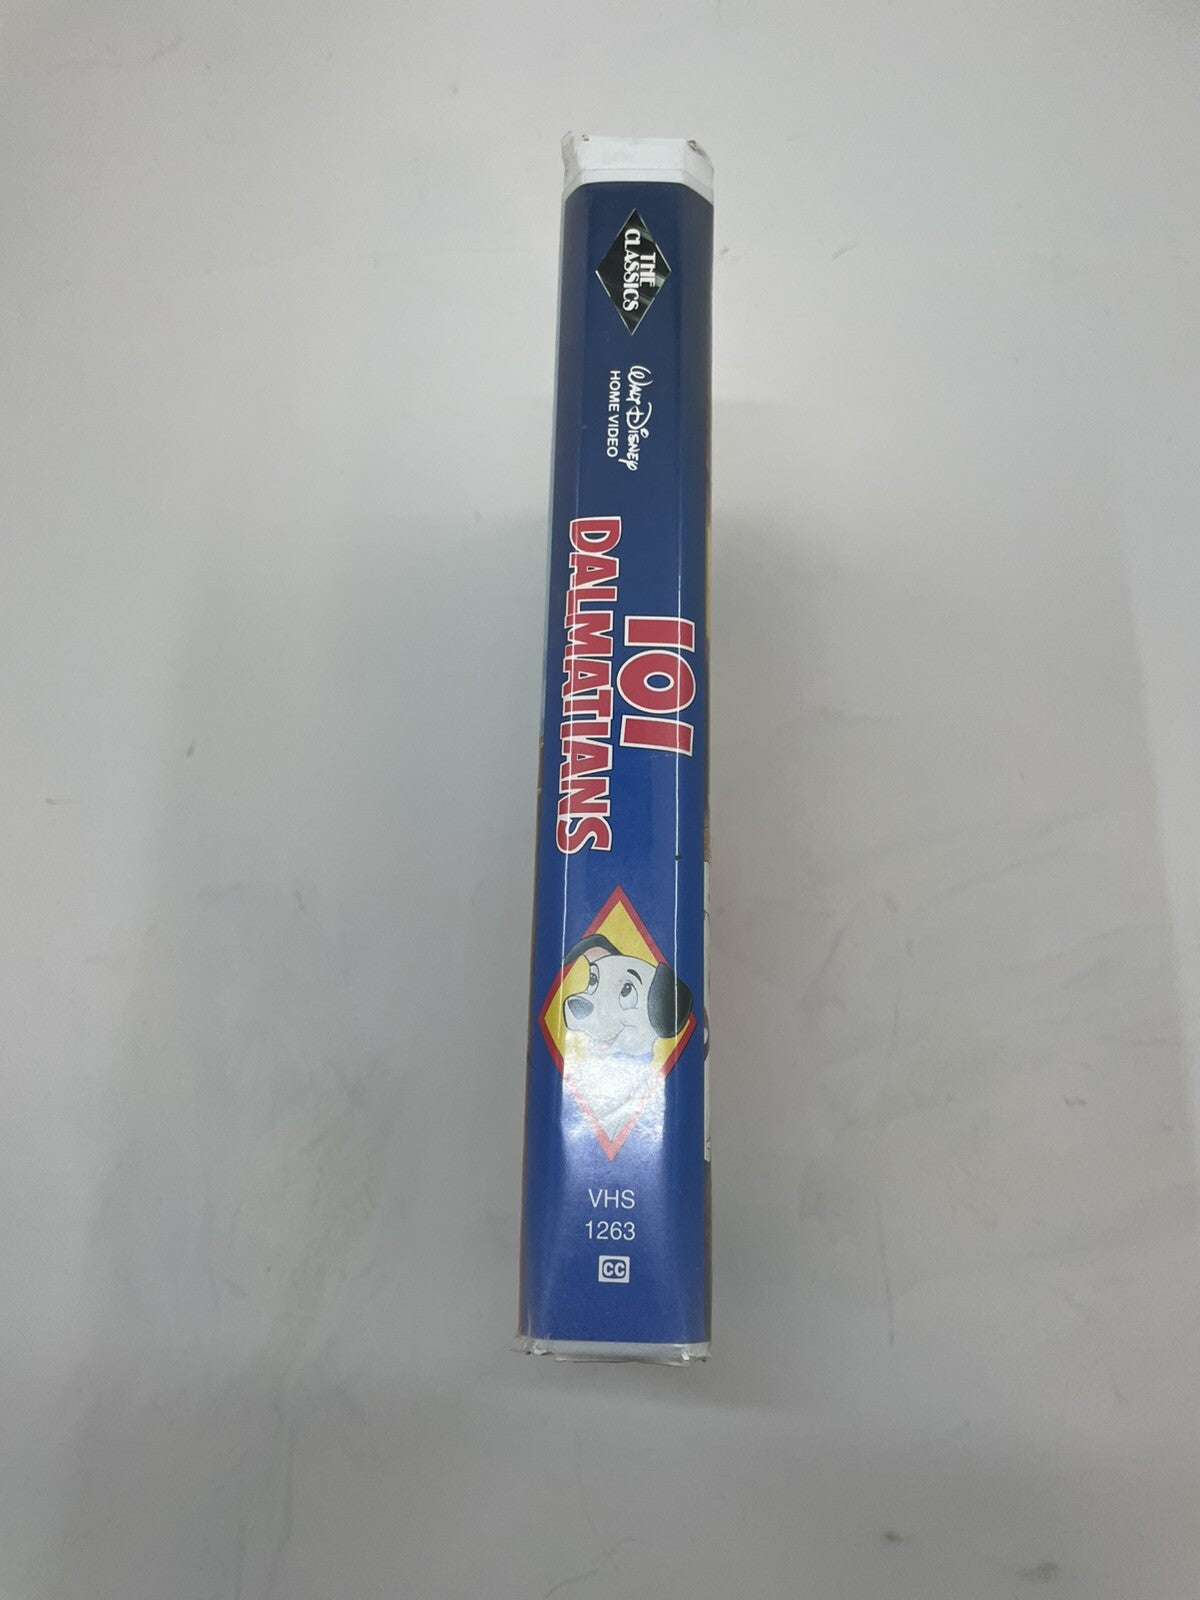 THE
CLASSICS
WALT DISNEY
HOME VIDEO
101
DALMATIANS
VHS
1263
CC